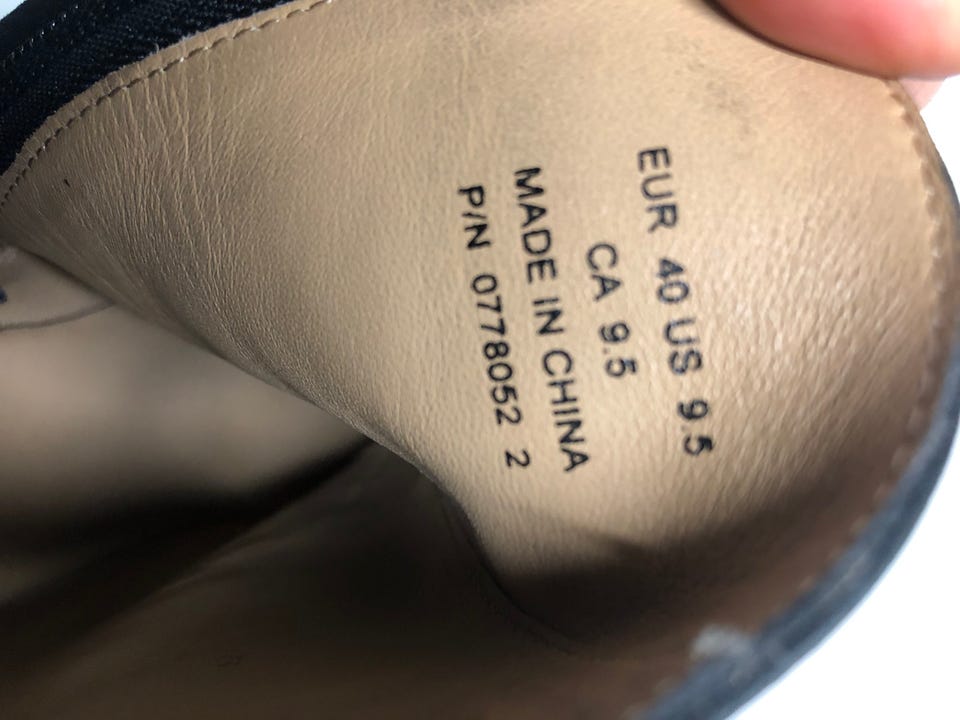 EUR 40 US 9.5
CA 9.5
MADE IN CHINA
P/N 0778052 2